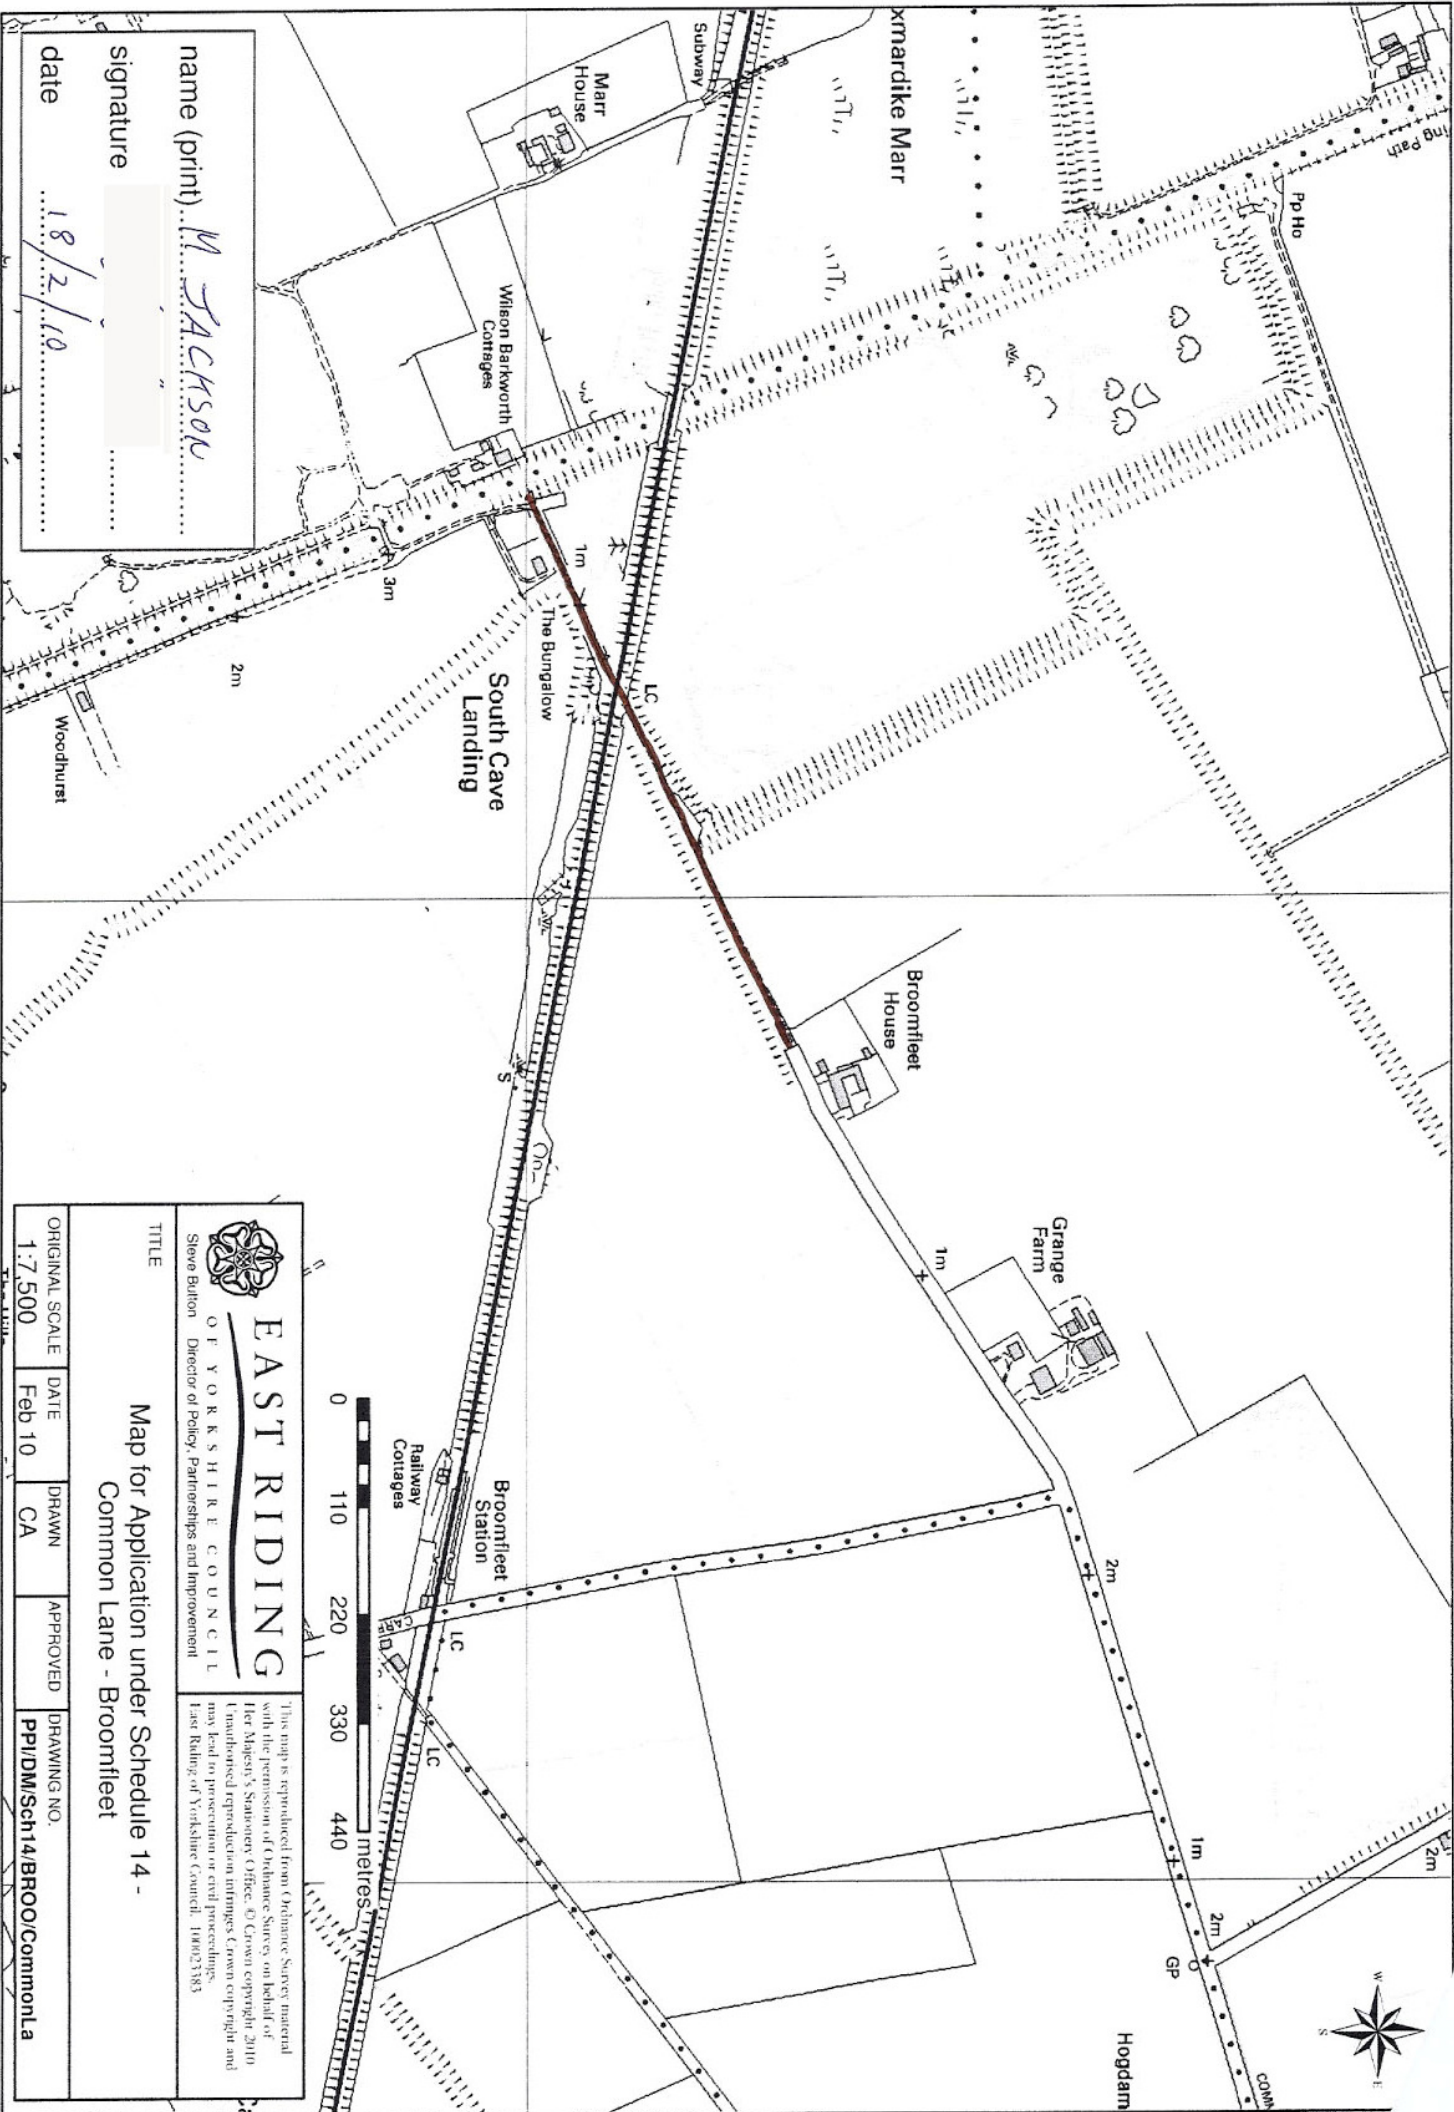 xmardike Marr
ing Path
Pp Ho
Subway
Marr
House
Wilson Barkworth
Cottages
1m
LC
The Bungalow
South Cave
Landing
3m
2m
Woodhurst
Broomfleet
House
S
Grange
Farm
1m
2m
Broomfleet
Station
Railway
Cottages
LC
LC
1m
2m
2m
GP
Hogdam
COMM
W
E
S
name (print) M JACKSON
signature
date 18/2/10
0 110 220 330 440 metres
EAST RIDING
OF YORKSHIRE COUNCIL
Steve Button Director of Policy, Partnerships and Improvement
This map is reproduced from Ordnance Survey material
with the permission of Ordnance Survey on behalf of
Her Majesty's Stationery Office. © Crown copyright 2010
Unauthorised reproduction infringes Crown copyright and
may lead to prosecution or civil proceedings.
East Riding of Yorkshire Council. 100023383
TITLE
Map for Application under Schedule 14 -
Common Lane - Broomfleet
ORIGINAL SCALE DATE DRAWN APPROVED DRAWING NO.
1:7,500 Feb 10 CA PPI/DM/Sch14/BROO/CommonLa